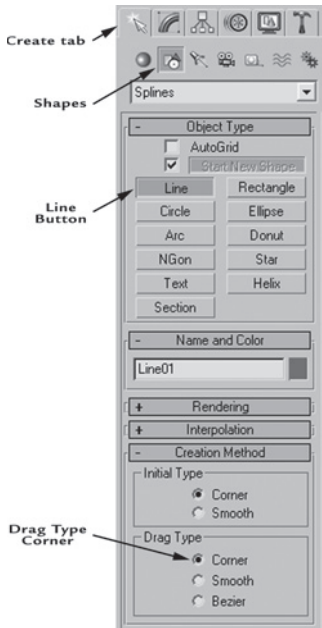 Create tab
Shapes
Splines
- Object Type
AutoGrid
Start New Shape
Line
Button
Line Rectangle
Circle Ellipse
Arc Donut
NGon Star
Text Helix
Section
- Name and Color
Line01
+ Rendering
+ Interpolation
- Creation Method
Initial Type
Corner
Smooth
Drag Type
Corner
Drag Type
Corner
Smooth
Bezier